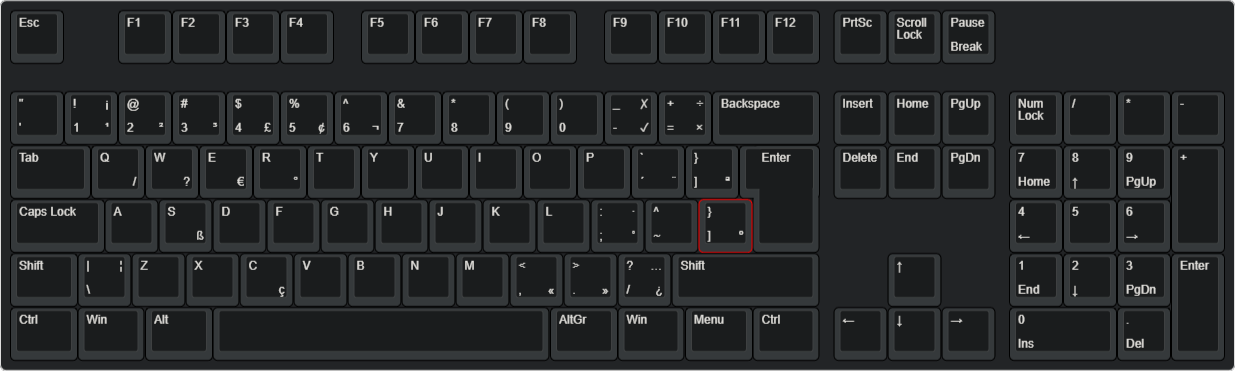 Esc F1 F2 F3 F4 F5 F6 F7 F8 F9 F10 F11 F12 PrtSc Scroll Pause
Lock
Break
" ! ¡ @ # $ % ^ & * ( ) _ ✗ + ÷ Backspace Insert Home PgUp Num / * -
Lock
' 1 ¹ 2 ² 3 ³ 4 £ 5 ¢ 6 ¬ 7 8 9 0 - ✓ = ×
Tab Q W E R T Y U I O P ` } Enter Delete End PgDn 7 8 9 +
/ ? € ° ´ ¨ ] ª Home ↑ PgUp
Caps Lock A S D F G H J K L : · ^ } 4 5 6
ß ; ~ ] º ← →
Shift | ¦ Z X C V B N M < > ? … Shift ↑ 1 2 3 Enter
\ ç , « . » / ¿ End ↓ PgDn
Ctrl Win Alt AltGr Win Menu Ctrl ← ↓ → 0 .
Ins Del